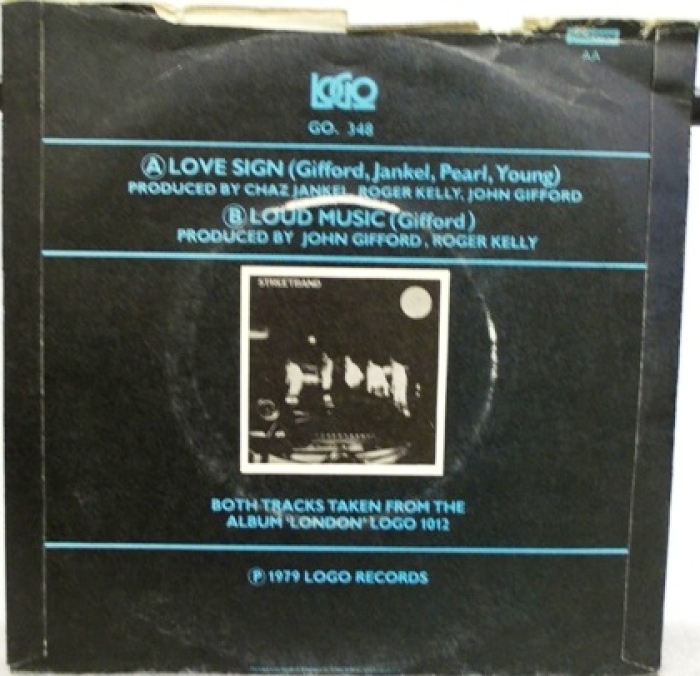 LOGO
GO. 348
AA
Ⓐ LOVE SIGN (Gifford, Jankel, Pearl, Young)
PRODUCED BY CHAZ JANKEL, ROGER KELLY, JOHN GIFFORD
Ⓑ LOUD MUSIC (Gifford)
PRODUCED BY JOHN GIFFORD, ROGER KELLY
STREETBAND
BOTH TRACKS TAKEN FROM THE
ALBUM 'LONDON' LOGO 1012
Ⓟ 1979 LOGO RECORDS